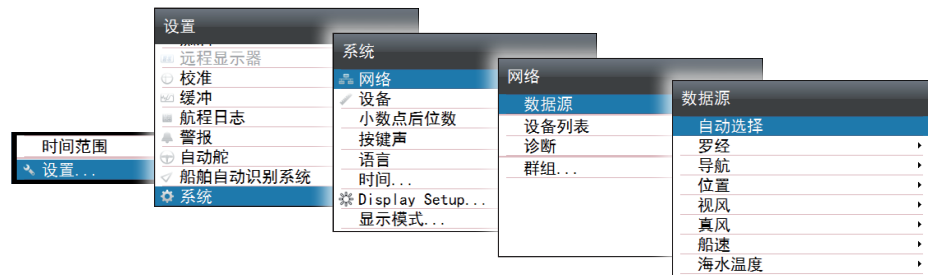 时间范围
设置...
设置
远程显示器
校准
缓冲
航程日志
警报
自动舵
船舶自动识别系统
系统
系统
网络
设备
小数点后位数
按键声
语言
时间...
Display Setup...
显示模式...
网络
数据源
设备列表
诊断
群组...
数据源
自动选择
罗经
导航
位置
视风
真风
船速
海水温度